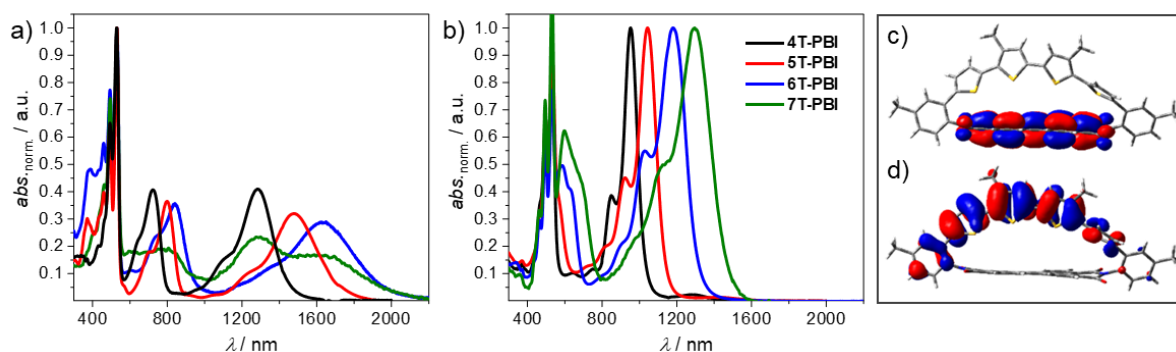 a)
abs.norm. / a.u.
1.0
0.9
0.8
0.7
0.6
0.5
0.4
0.3
0.2
0.1
400 800 1200 1600 2000
λ / nm
b)
abs.norm. / a.u.
1.0
0.9
0.8
0.7
0.6
0.5
0.4
0.3
0.2
0.1
4T-PBI
5T-PBI
6T-PBI
7T-PBI
400 800 1200 1600 2000
λ / nm
c)
d)